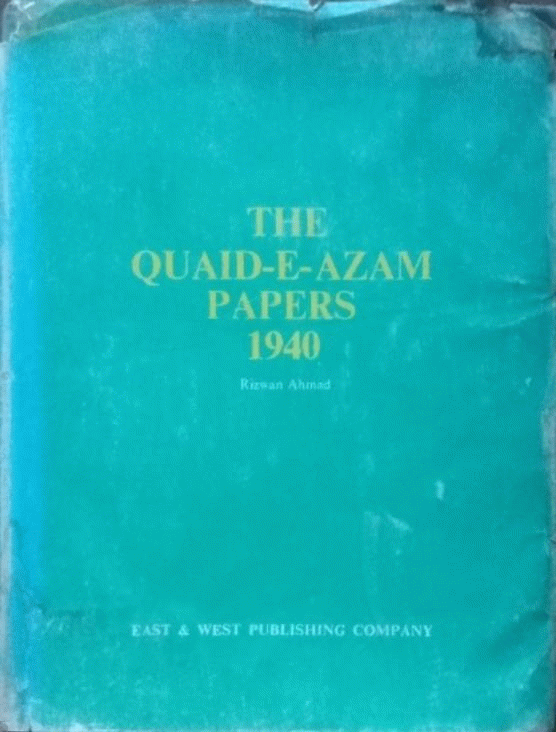 THE
QUAID-E-AZAM
PAPERS
1940
Rizwan Ahmad
EAST & WEST PUBLISHING COMPANY